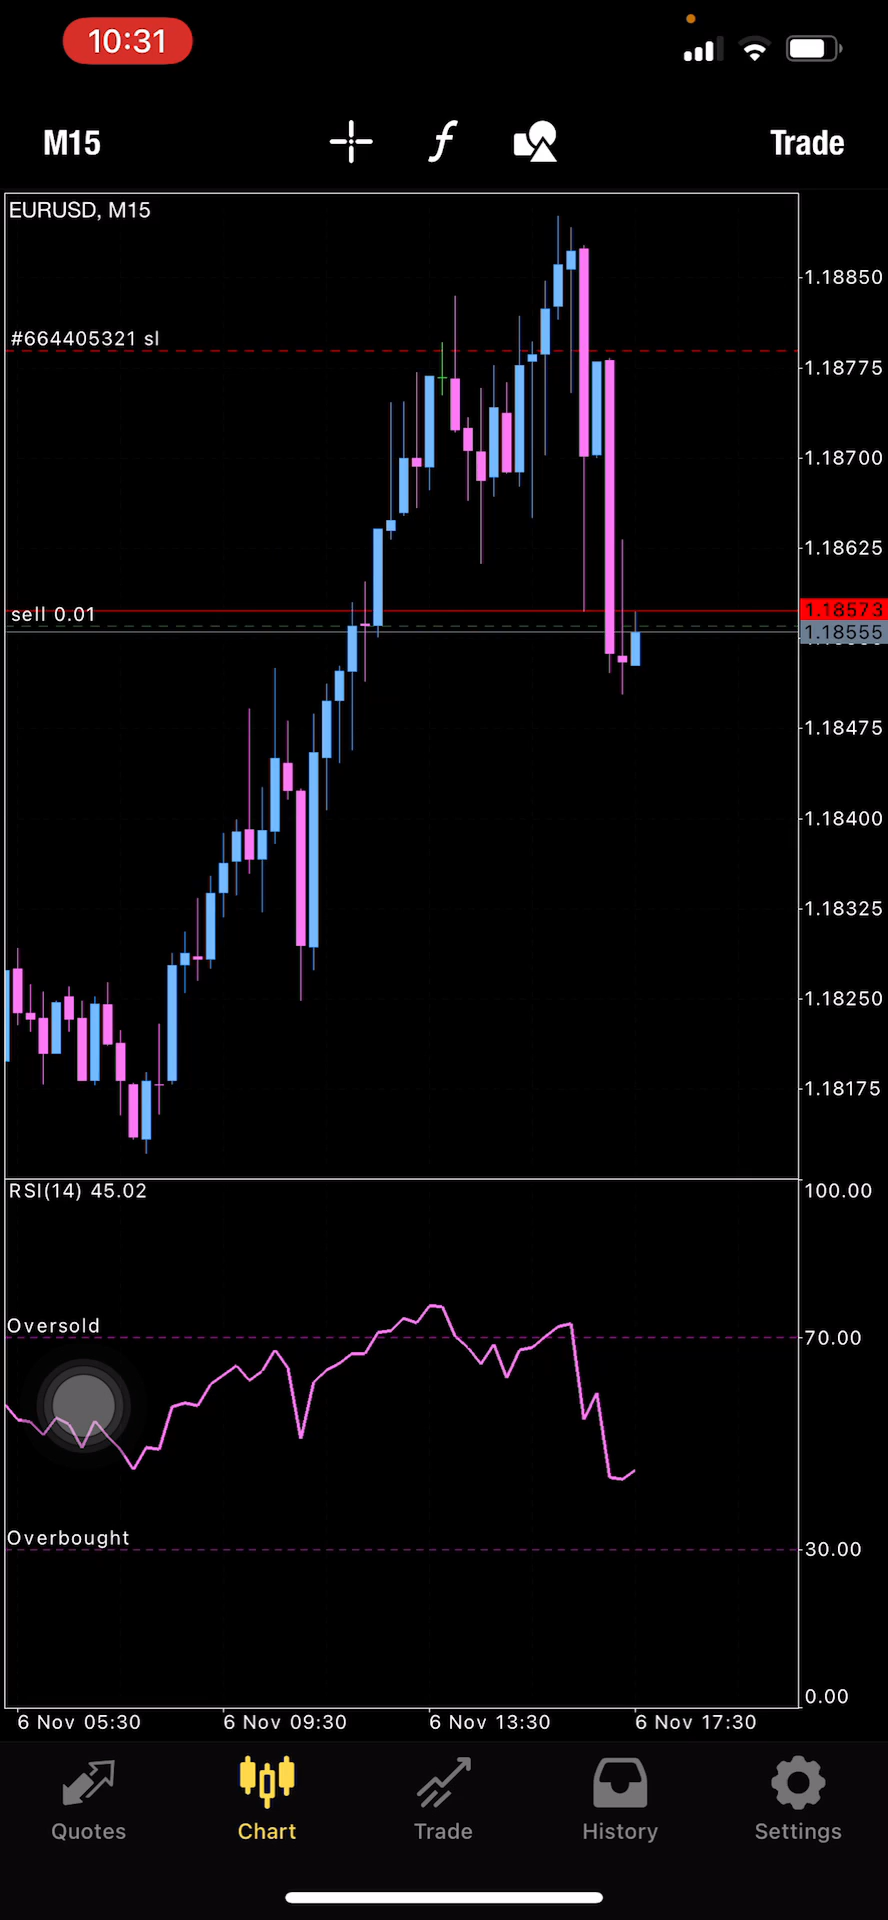 10:31
M15
f
Trade
EURUSD, M15
1.18850
#664405321 sl
1.18775
1.18700
1.18625
sell 0.01
1.18573
1.18555
1.18475
1.18400
1.18325
1.18250
1.18175
RSI(14) 45.02
100.00
Oversold
70.00
Overbought
30.00
0.00
6 Nov 05:30
6 Nov 09:30
6 Nov 13:30
6 Nov 17:30
Quotes
Chart
Trade
History
Settings